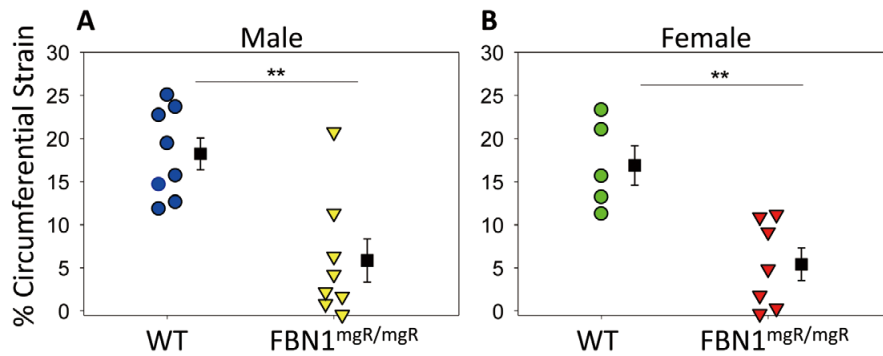 A
Male
% Circumferential Strain
30
25
20
15
10
5
0
**
WT
FBN1mgR/mgR
B
Female
30
25
20
15
10
5
0
**
WT
FBN1mgR/mgR